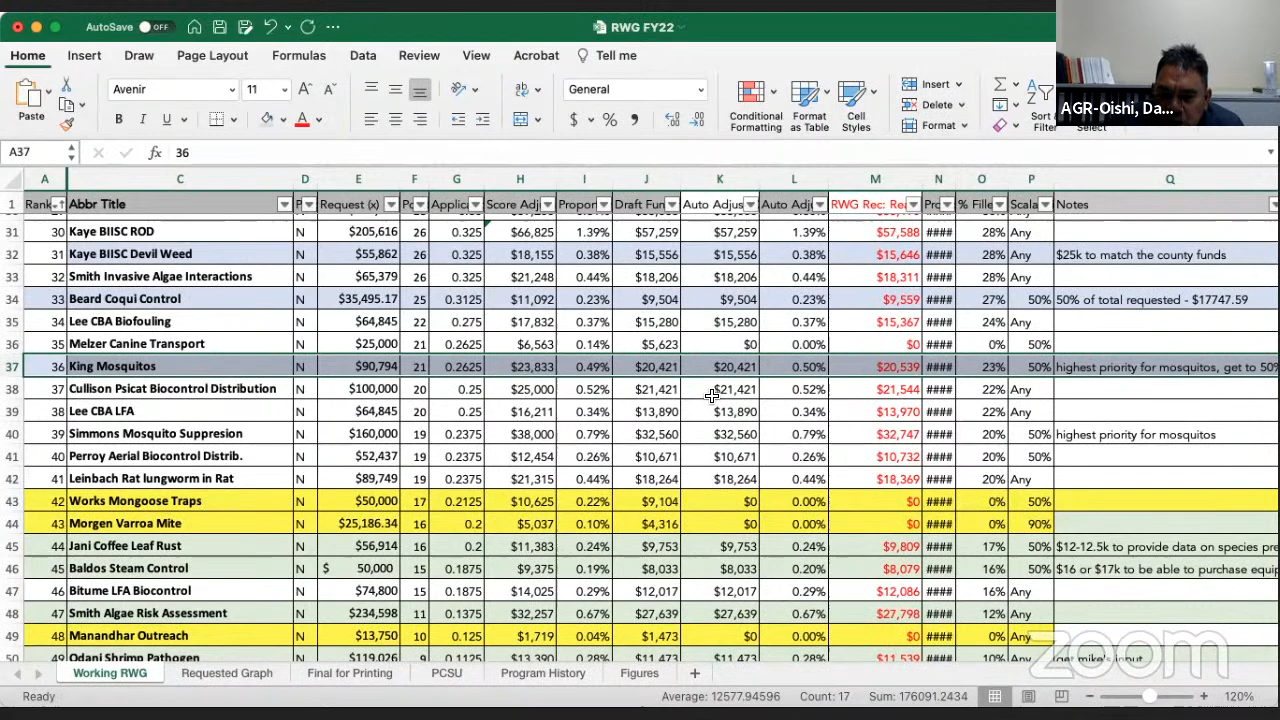 AutoSave OFF RWG FY22
Home Insert Draw Page Layout Formulas Data Review View Acrobat Tell me
Paste Avenir 11 General Conditional Formatting Format as Table Cell Styles Insert Delete Format
AGR-Oishi, Da...
A37 fx 36
A C D E F G H I J K L M N O P Q
1 Rank Abbr Title Request (x) Applic Score Adj Propor Draft Fun Auto Adjus Auto Adj RWG Rec: Re Pro % Fille Scala Notes
31 30 Kaye BIISC ROD N $205,616 26 0.325 $66,825 1.39% $57,259 $57,259 1.39% $57,588 #### 28% Any
32 31 Kaye BIISC Devil Weed N $55,862 26 0.325 $18,155 0.38% $15,556 $15,556 0.38% $15,646 #### 28% Any $25k to match the county funds
33 32 Smith Invasive Algae Interactions N $65,379 26 0.325 $21,248 0.44% $18,206 $18,206 0.44% $18,311 #### 28% Any
34 33 Beard Coqui Control N $35,495.17 25 0.3125 $11,092 0.23% $9,504 $9,504 0.23% $9,559 #### 27% 50% 50% of total requested - $17747.59
35 34 Lee CBA Biofouling N $64,845 22 0.275 $17,832 0.37% $15,280 $15,280 0.37% $15,367 #### 24% Any
36 35 Melzer Canine Transport N $25,000 21 0.2625 $6,563 0.14% $5,623 $0 0.00% $0 #### 0% 50%
37 36 King Mosquitos N $90,794 21 0.2625 $23,833 0.49% $20,421 $20,421 0.50% $20,539 #### 23% 50% highest priority for mosquitos, get to 50%
38 37 Cullison Psicat Biocontrol Distribution N $100,000 20 0.25 $25,000 0.52% $21,421 $21,421 0.52% $21,544 #### 22% Any
39 38 Lee CBA LFA N $64,845 20 0.25 $16,211 0.34% $13,890 $13,890 0.34% $13,970 #### 22% Any
40 39 Simmons Mosquito Suppresion N $160,000 19 0.2375 $38,000 0.79% $32,560 $32,560 0.79% $32,747 #### 20% 50% highest priority for mosquitos
41 40 Perroy Aerial Biocontrol Distrib. N $52,437 19 0.2375 $12,454 0.26% $10,671 $10,671 0.26% $10,732 #### 20% 50%
42 41 Leinbach Rat lungworm in Rat N $89,749 19 0.2375 $21,315 0.44% $18,264 $18,264 0.44% $18,369 #### 20% Any
43 42 Works Mongoose Traps N $50,000 17 0.2125 $10,625 0.22% $9,104 $0 0.00% $0 #### 0% 50%
44 43 Morgen Varroa Mite N $25,186.34 16 0.2 $5,037 0.10% $4,316 $0 0.00% $0 #### 0% 90%
45 44 Jani Coffee Leaf Rust N $56,914 16 0.2 $11,383 0.24% $9,753 $9,753 0.24% $9,809 #### 17% 50% $12-12.5k to provide data on species pre
46 45 Baldos Steam Control N $ 50,000 15 0.1875 $9,375 0.19% $8,033 $8,033 0.20% $8,079 #### 16% 50% $16 or $17k to be able to purchase equip
47 46 Bitume LFA Biocontrol N $74,800 15 0.1875 $14,025 0.29% $12,017 $12,017 0.29% $12,086 #### 16% Any
48 47 Smith Algae Risk Assessment N $234,598 11 0.1375 $32,257 0.67% $27,639 $27,639 0.67% $27,798 #### 12% Any
49 48 Manandhar Outreach N $13,750 10 0.125 $1,719 0.04% $1,473 $0 0.00% $0 #### 0% Any
50 49 Odani Shrimp Pathogen N $119,026 9 0.1125 $13,390 0.28% $11,473 $11,473 0.28% $11,539 #### 10% Any get mike's input
zoom
Working RWG Requested Graph Final for Printing PCSU Program History Figures +
Ready Average: 12577.94596 Count: 17 Sum: 176091.2434 120%